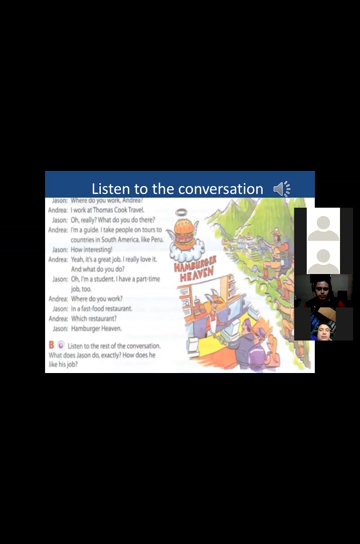 Listen to the conversation
Jason: Where do you work, Andrea?
Andrea: I work at Thomas Cook Travel.
Jason: Oh, really? What do you do there?
Andrea: I'm a guide. I take people on tours to
countries in South America, like Peru.
Jason: How interesting!
Andrea: Yeah, it's a great job. I really love it.
And what do you do?
Jason: Oh, I'm a student. I have a part-time
job, too.
Andrea: Where do you work?
Jason: In a fast-food restaurant.
Andrea: Which restaurant?
Jason: Hamburger Heaven.
B Listen to the rest of the conversation.
What does Jason do, exactly? How does he
like his job?
HAMBURGER
HEAVEN